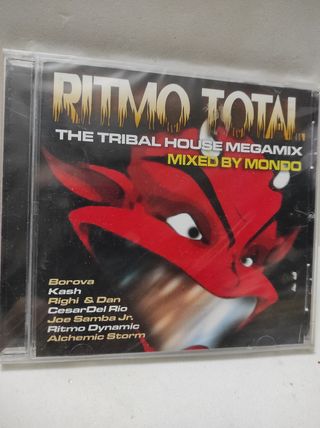 RITMO TOTAL
THE TRIBAL HOUSE MEGAMIX
MIXED BY MONDO
Borova
Kash
Righi & Dan
CesarDel Rio
Joe Samba Jr.
Ritmo Dynamic
Alchemic Storm